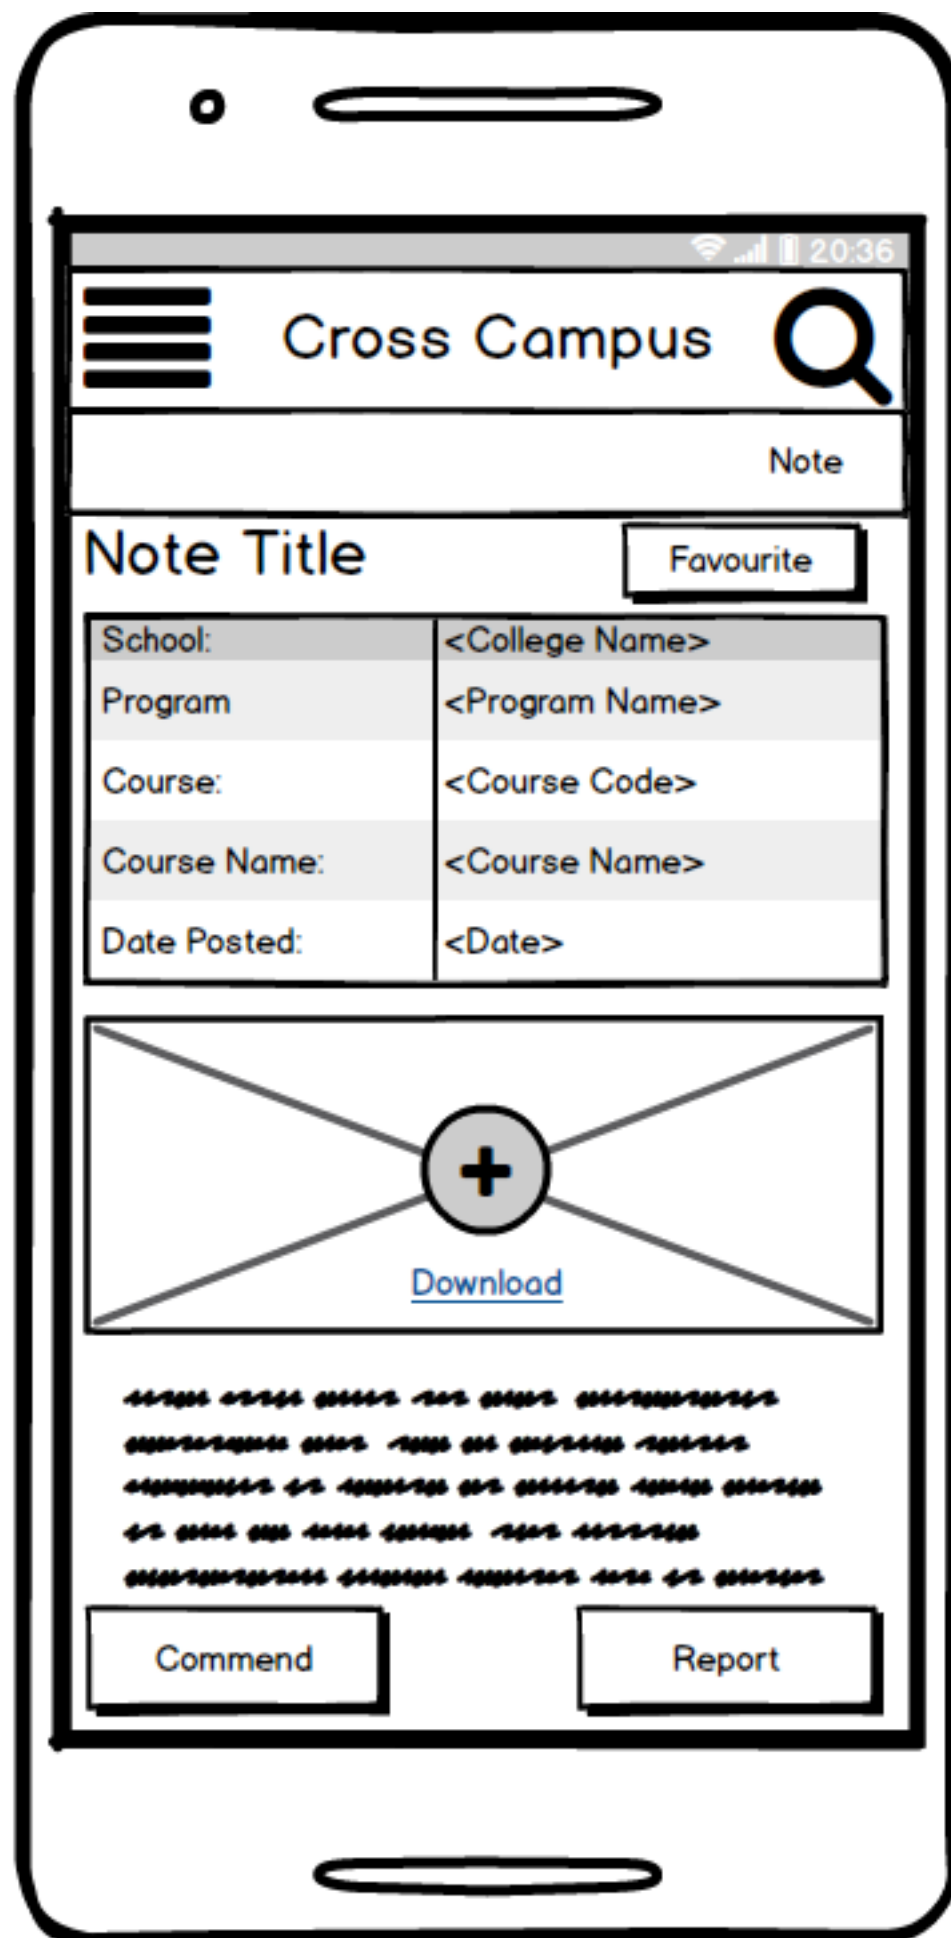 20:36
Cross Campus
Note
Note Title
Favourite
School: <College Name>
Program <Program Name>
Course: <Course Code>
Course Name: <Course Name>
Date Posted: <Date>
Download
Commend
Report